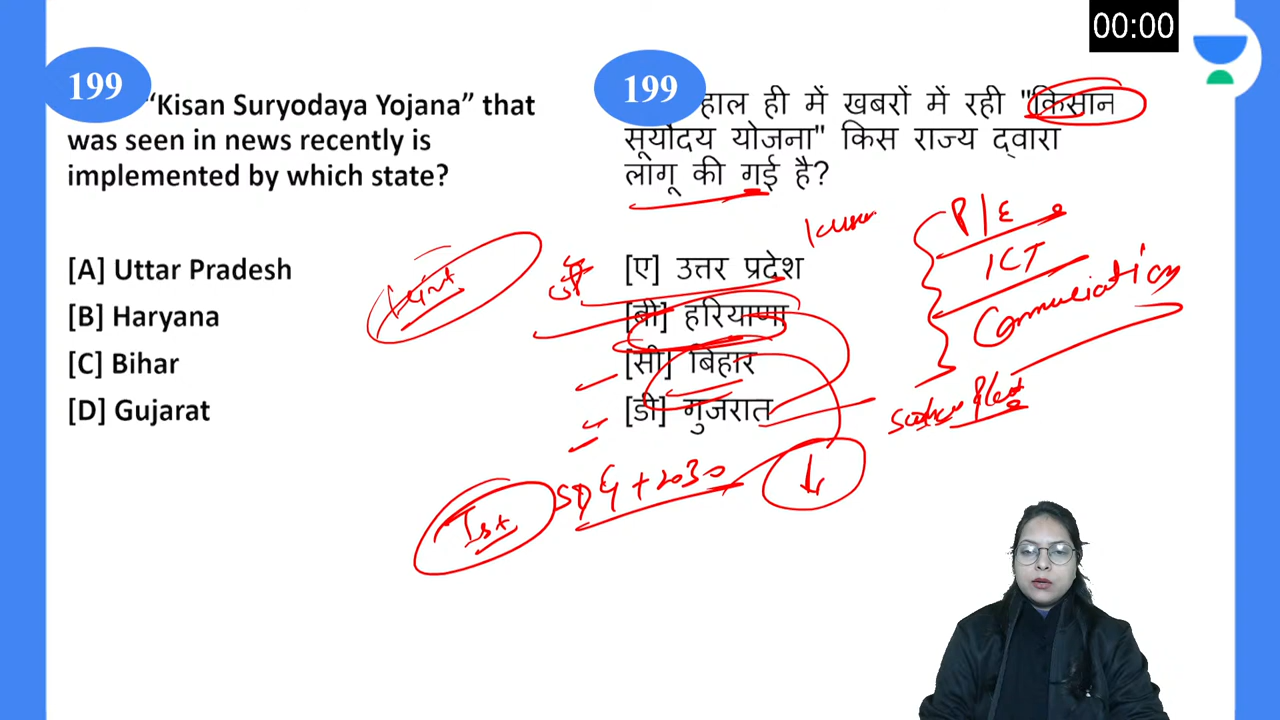 00:00
199
“Kisan Suryodaya Yojana” that
was seen in news recently is
implemented by which state?
[A] Uttar Pradesh
[B] Haryana
[C] Bihar
[D] Gujarat
199
हाल ही में खबरों में रही "किसान
सूर्योदय योजना" किस राज्य द्वारा
लागू की गई है?
[ए] उत्तर प्रदेश
[बी] हरियाणा
[सी] बिहार
[डी] गुजरात
P/E
ICT
SDG + 2030
Ist